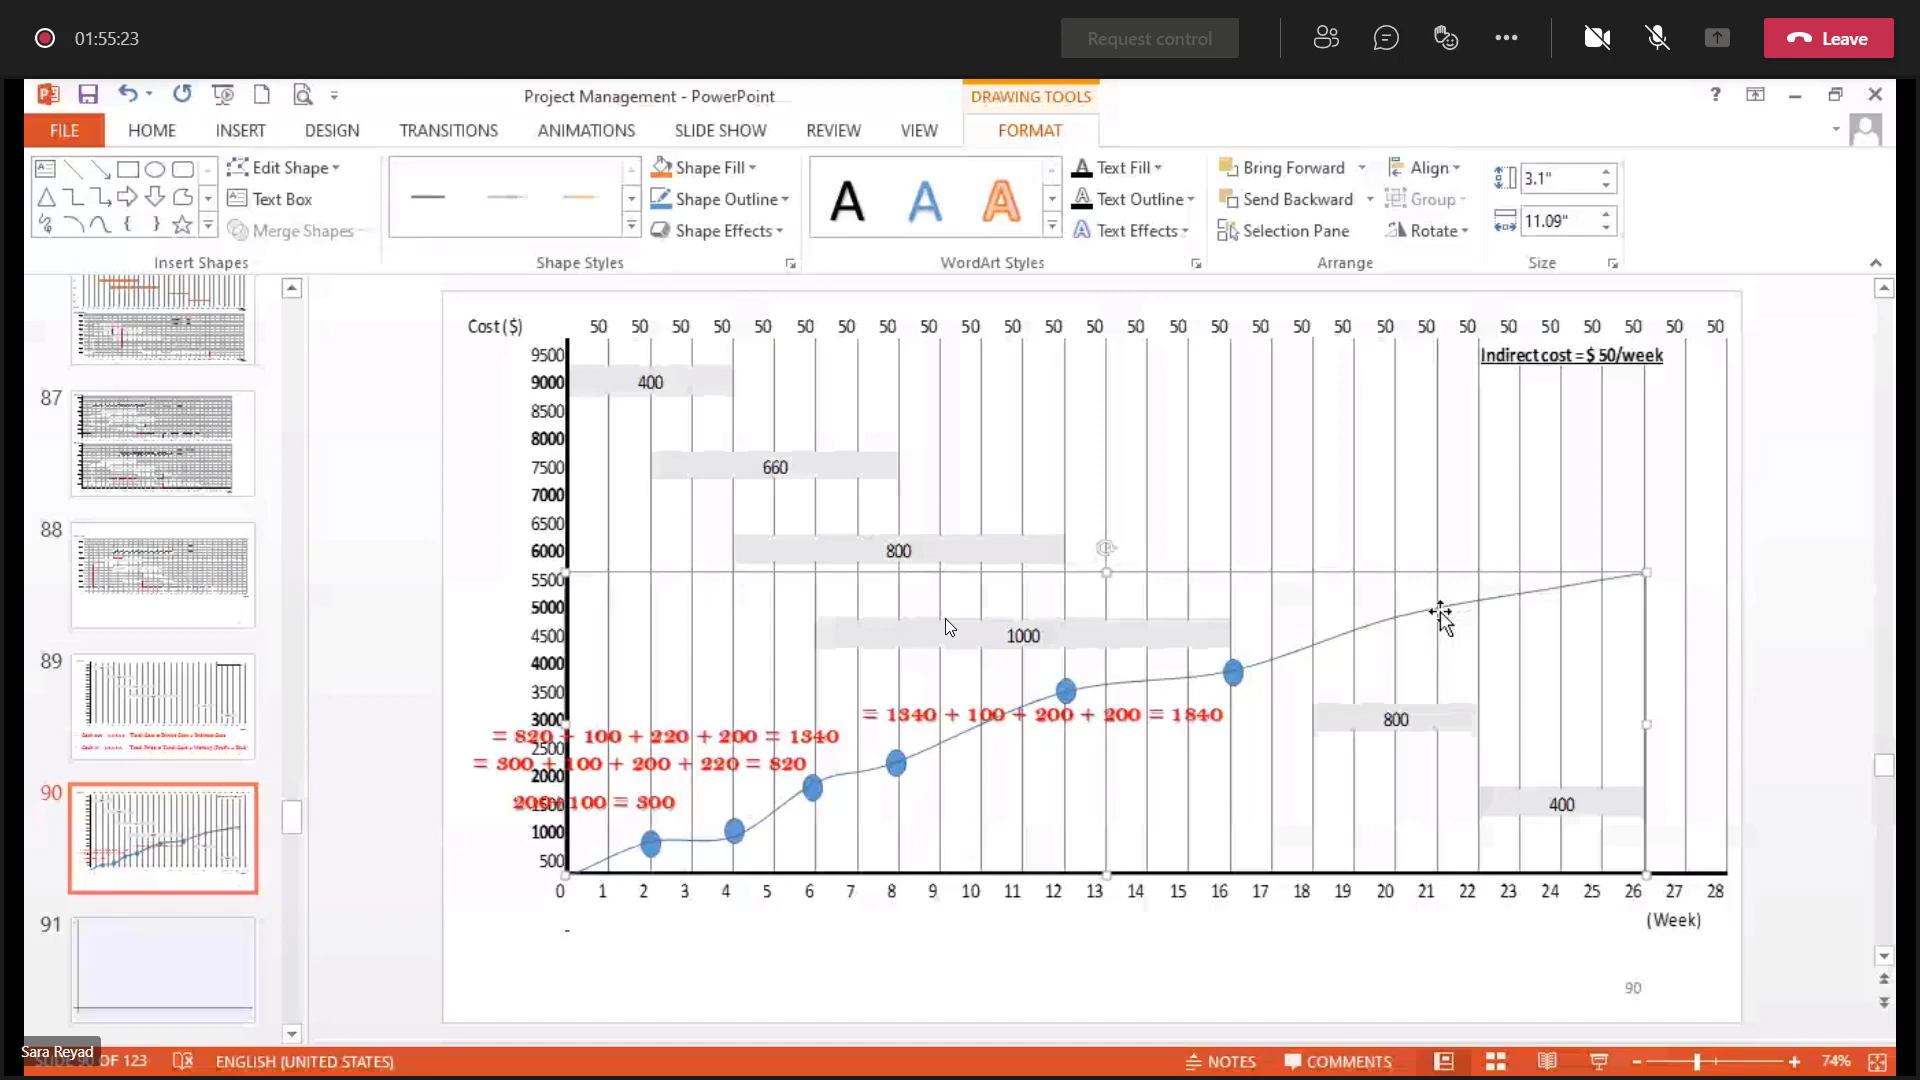 01:55:23
Request control
Leave
Project Management - PowerPoint
DRAWING TOOLS
?
FILE
HOME
INSERT
DESIGN
TRANSITIONS
ANIMATIONS
SLIDE SHOW
REVIEW
VIEW
FORMAT
Edit Shape
Text Box
Merge Shapes
Insert Shapes
Shape Fill
Shape Outline
Shape Effects
Shape Styles
A A A
Text Fill
Text Outline
Text Effects
WordArt Styles
Bring Forward
Send Backward
Selection Pane
Align
Group
Rotate
Arrange
3.1"
11.09"
Size
87
88
89
90
91
Cost ($) 50 50 50 50 50 50 50 50 50 50 50 50 50 50 50 50 50 50 50 50 50 50 50 50 50 50 50 50
Indirect cost = $ 50/week
9500
9000 400
8500
8000
7500 660
7000
6500
6000 800
5500
5000
4500 1000
4000
3500
3000 800
= 1340 + 100 + 200 + 200 = 1840
= 820 + 100 + 220 + 200 = 1340
2500
= 300 + 100 + 200 + 220 = 820
2000
200+100 = 300
1500 400
1000
500
0 1 2 3 4 5 6 7 8 9 10 11 12 13 14 15 16 17 18 19 20 21 22 23 24 25 26 27 28
(Week)
-
90
Sara Reyad
OF 123
ENGLISH (UNITED STATES)
NOTES
COMMENTS
74%